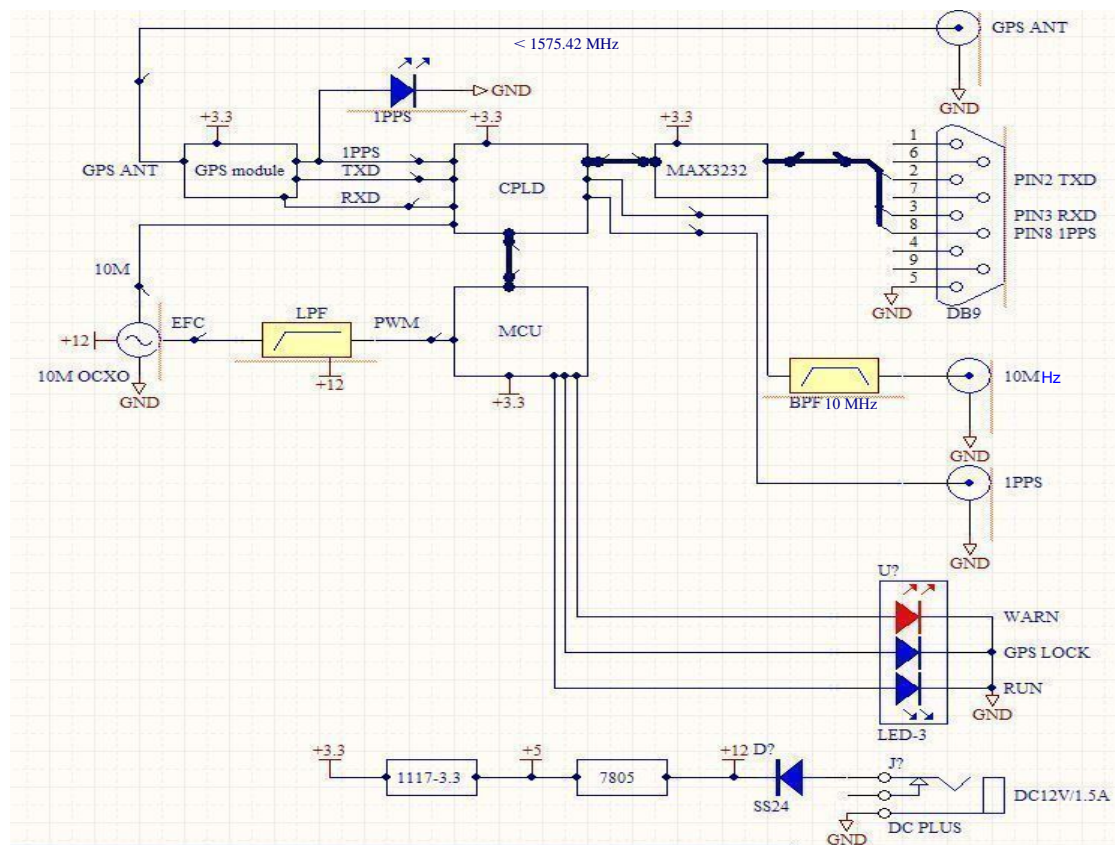 GPS ANT
< 1575.42 MHz
GND
GND
1PPS
+3.3
+3.3
+3.3
GPS ANT
GPS module
1PPS
TXD
RXD
CPLD
MAX3232
1
6
2
7
3
8
4
9
5
PIN2 TXD
PIN3 RXD
PIN8 1PPS
GND
DB9
10M
+12
10M OCXO
GND
EFC
LPF
+12
PWM
MCU
+3.3
BPF 10 MHz
10MHz
GND
1PPS
GND
U?
WARN
GPS LOCK
RUN
GND
LED-3
+3.3
1117-3.3
+5
7805
+12
D?
SS24
J?
DC12V/1.5A
GND
DC PLUS